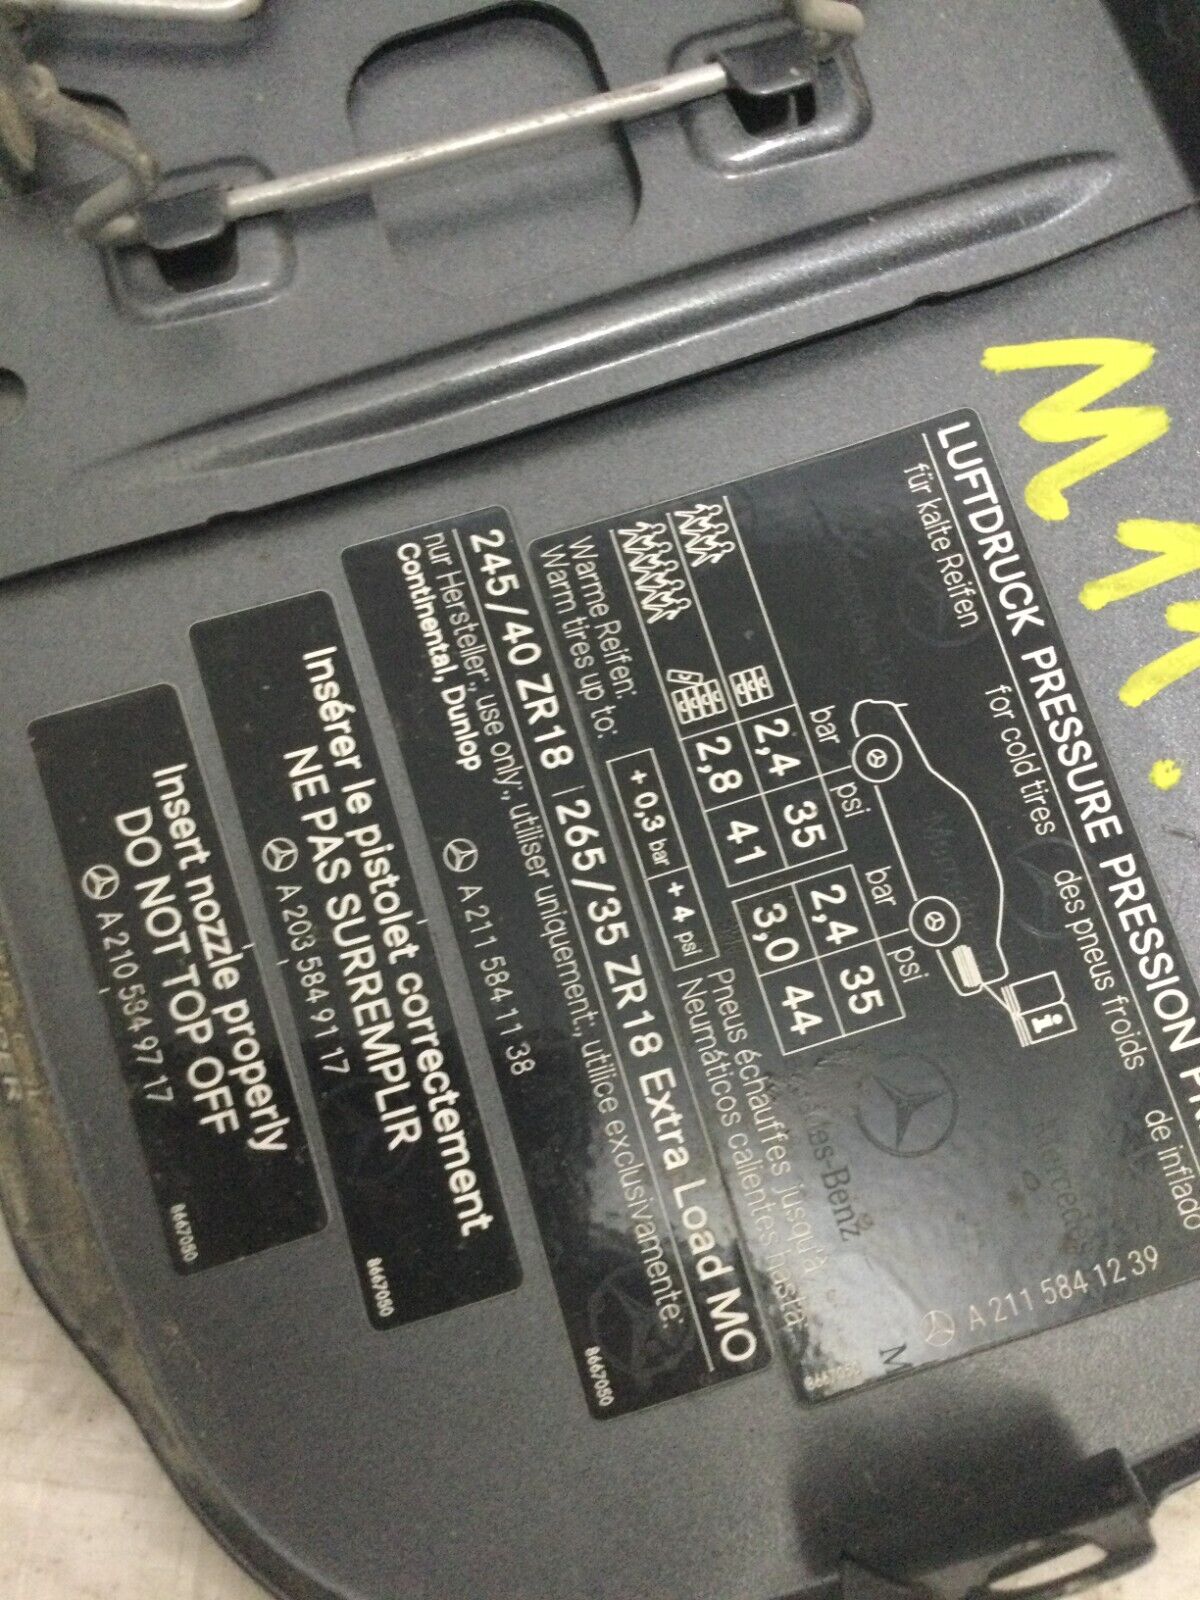 LUFTDRUCK PRESSURE PRESSION
für kalte Reifen for cold tires des pneus froids de inflado
bar psi bar psi
2,4 35 2,4 35
2,8 41 3,0 44
Warme Reifen: + 0,3 bar + 4 psi Pneus échauffés jusqu'à
Warm tires up to: Neumáticos calientes hasta
A 211 584 12 39
8667050
245/40 ZR18 265/35 ZR18 Extra Load MO
nur Hersteller:, use only:, utiliser uniquement:, utilice exclusivamente:
Continental, Dunlop
A 211 584 11 38
8667050
Insérer le pistolet correctement
NE PAS SURREMPLIR
A 203 584 91 17
8667050
Insert nozzle properly
DO NOT TOP OFF
A 210 584 97 17
8667050